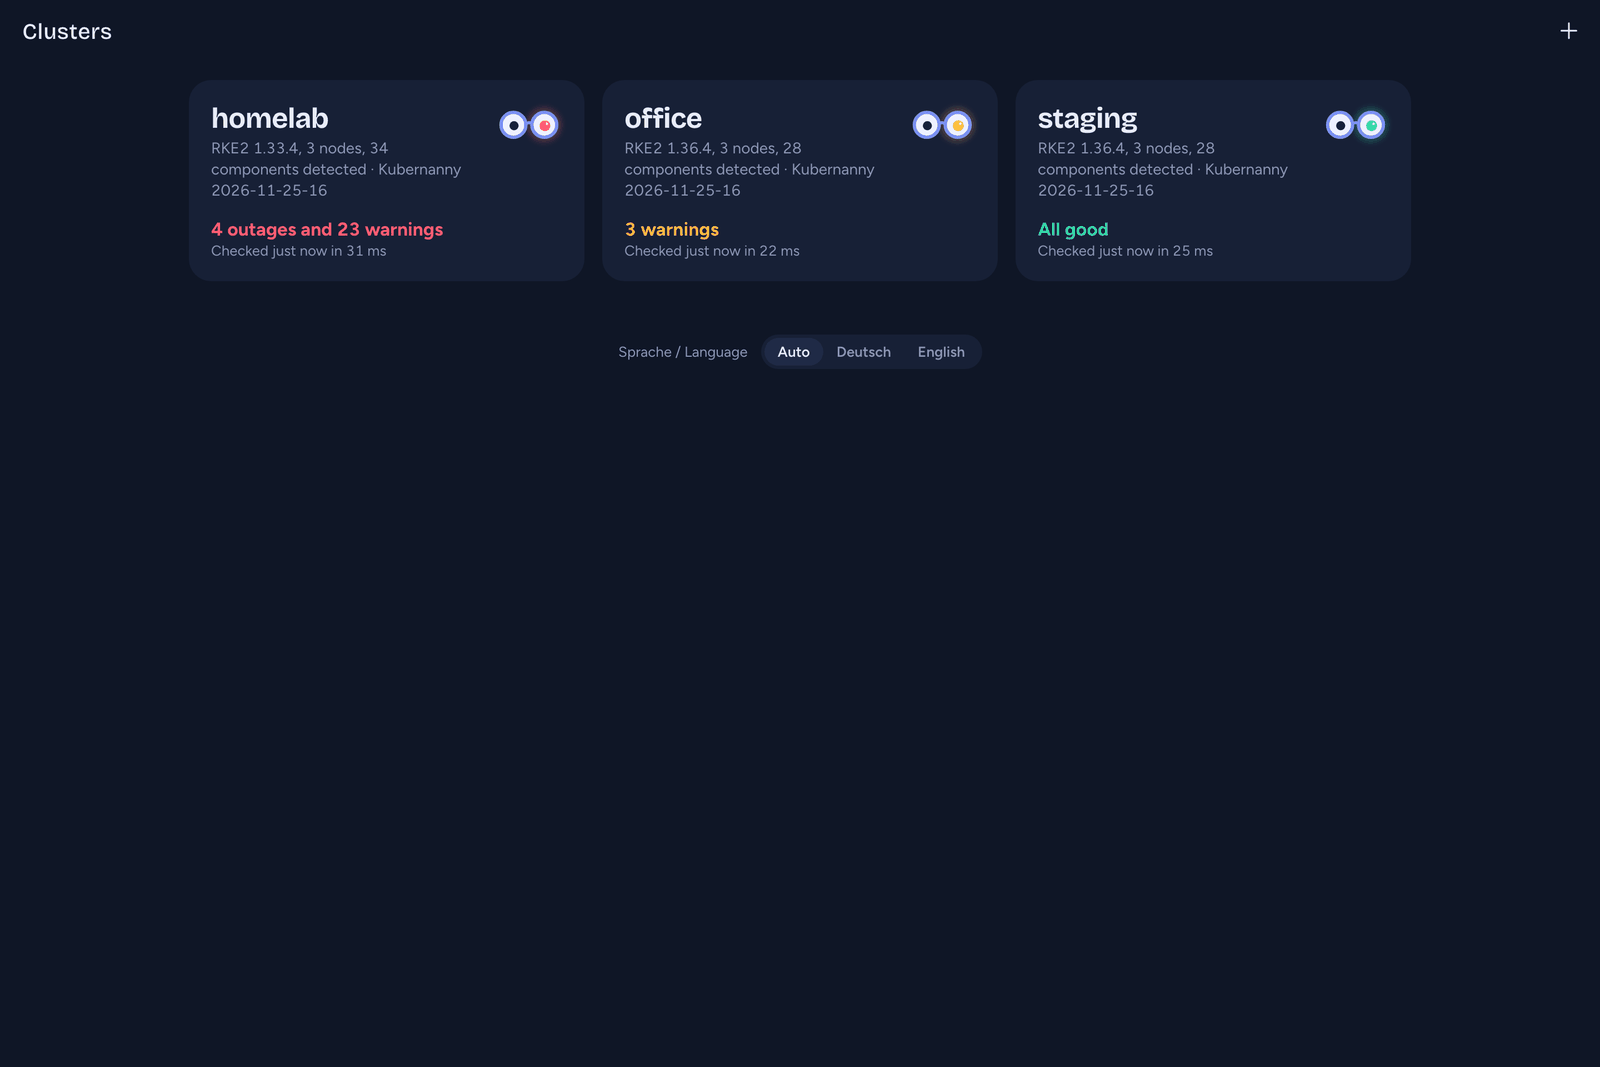 Clusters
homelab
RKE2 1.33.4, 3 nodes, 34
components detected · Kubernanny
2026-11-25-16
4 outages and 23 warnings
Checked just now in 31 ms
office
RKE2 1.36.4, 3 nodes, 28
components detected · Kubernanny
2026-11-25-16
3 warnings
Checked just now in 22 ms
staging
RKE2 1.36.4, 3 nodes, 28
components detected · Kubernanny
2026-11-25-16
All good
Checked just now in 25 ms
Sprache / Language Auto Deutsch English